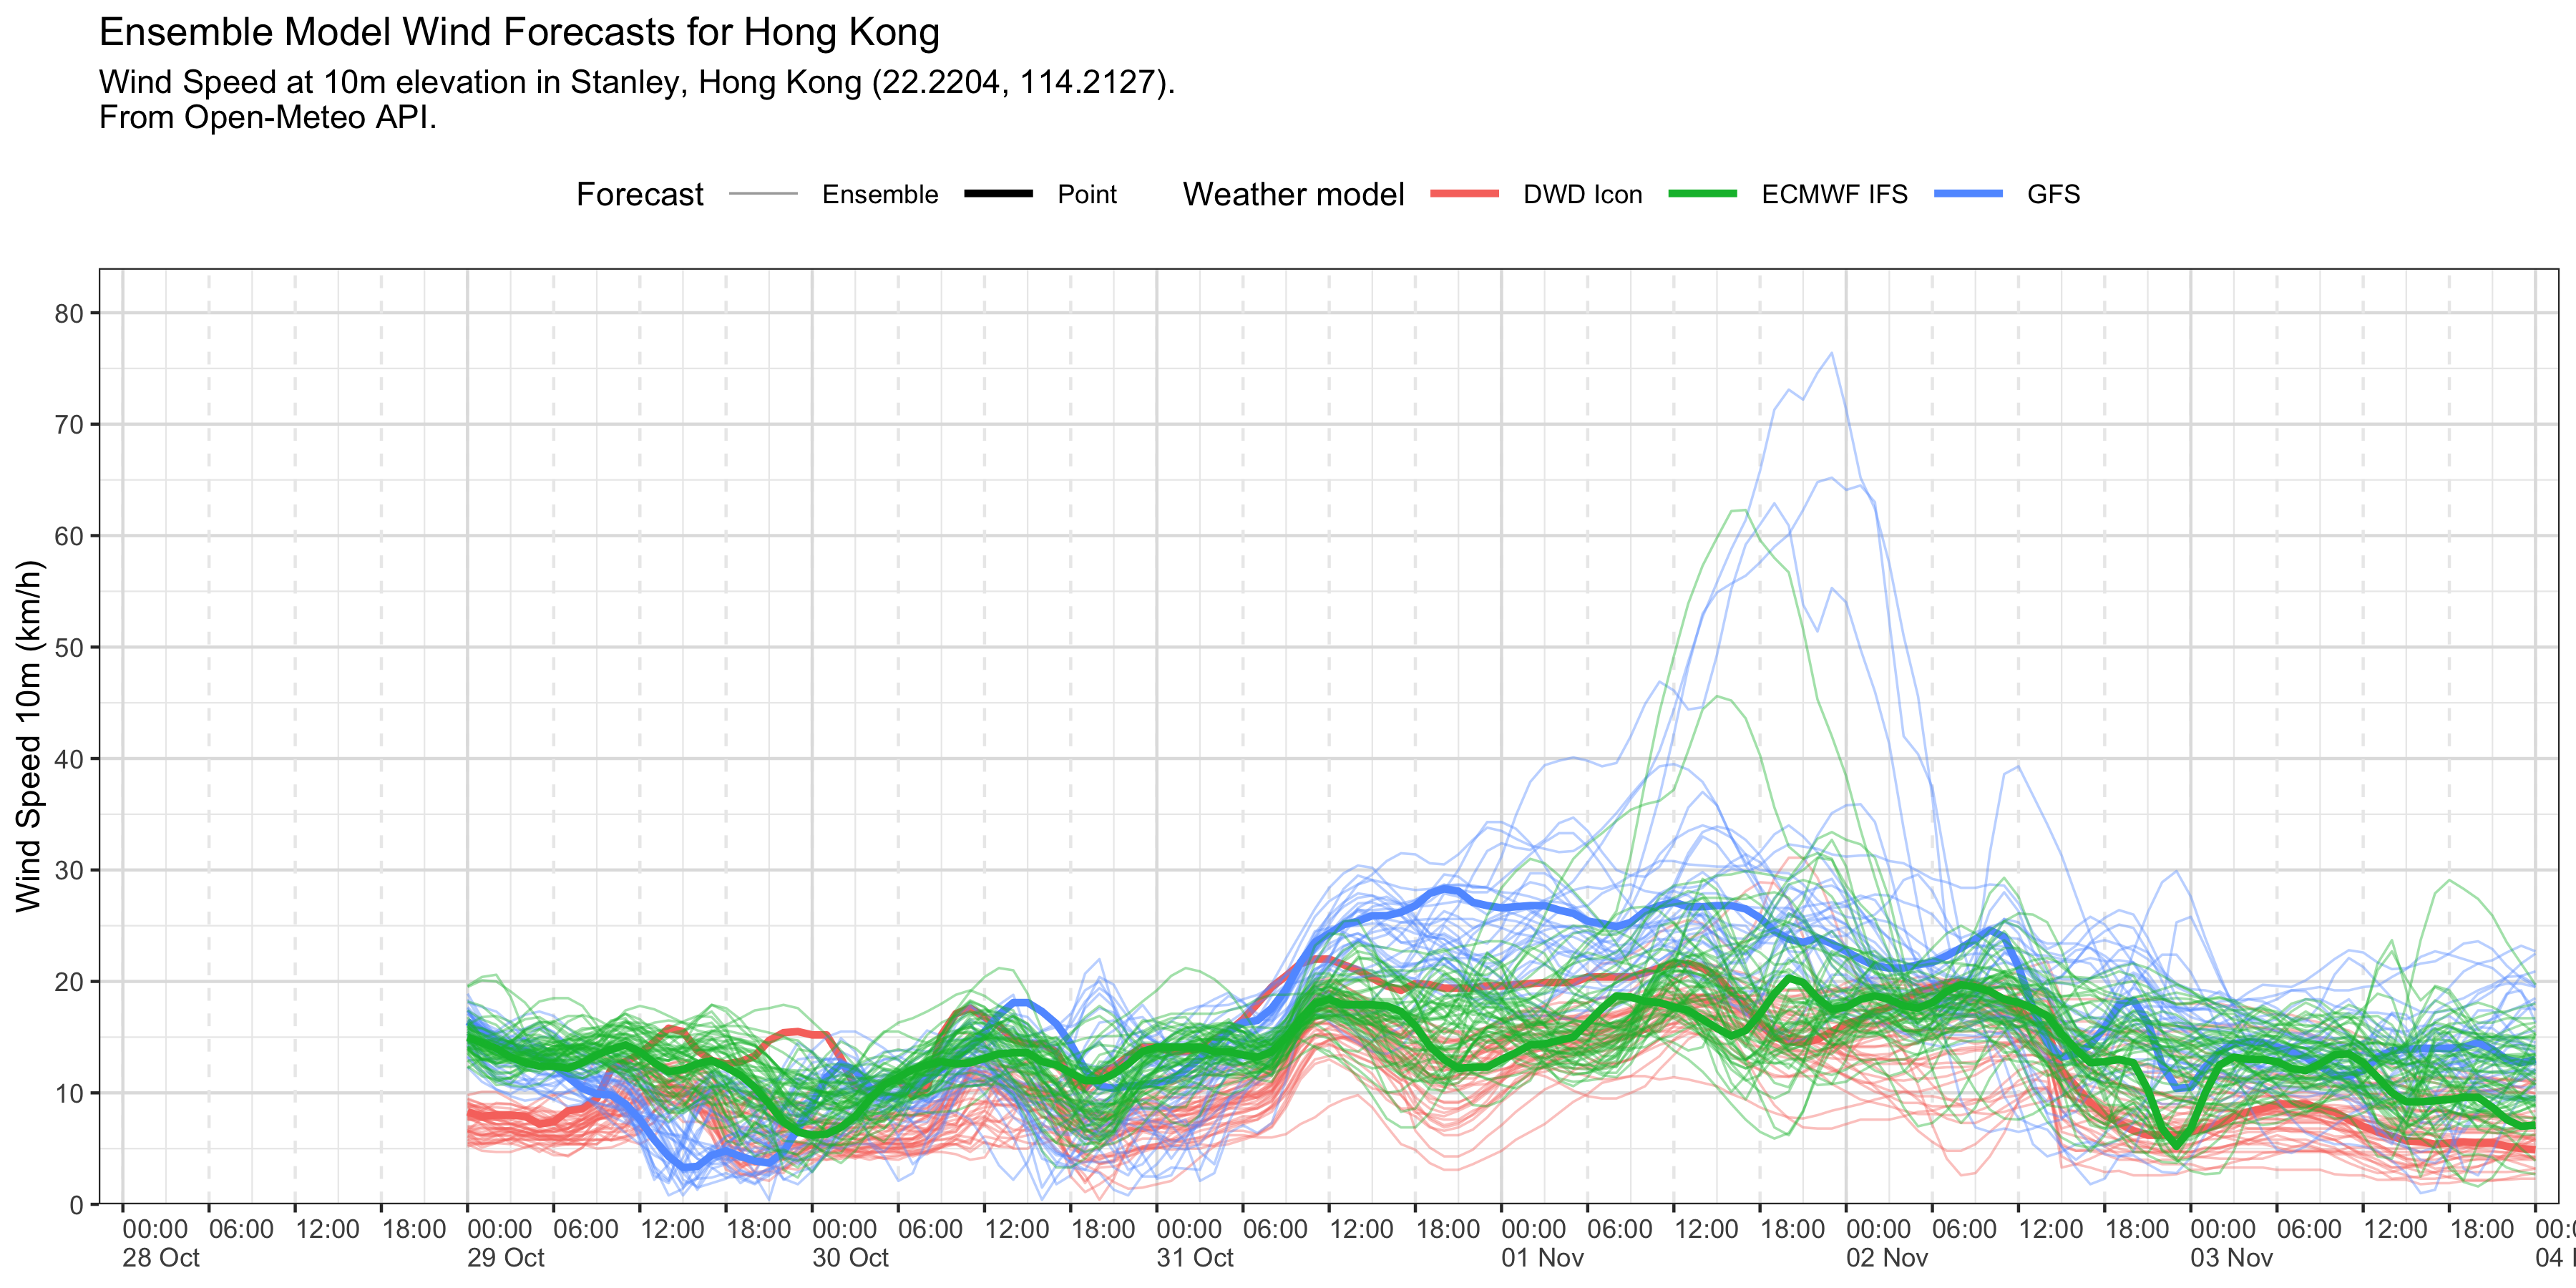 Ensemble Model Wind Forecasts for Hong Kong
Wind Speed at 10m elevation in Stanley, Hong Kong (22.2204, 114.2127).
From Open-Meteo API.
Forecast Ensemble Point Weather model DWD Icon ECMWF IFS GFS
Wind Speed 10m (km/h)
80
70
60
50
40
30
20
10
0
00:00 06:00 12:00 18:00 00:00 06:00 12:00 18:00 00:00 06:00 12:00 18:00 00:00 06:00 12:00 18:00 00:00 06:00 12:00 18:00 00:00 06:00 12:00 18:00 00:00 06:00 12:00 18:00 00:0
28 Oct 29 Oct 30 Oct 31 Oct 01 Nov 02 Nov 03 Nov 04